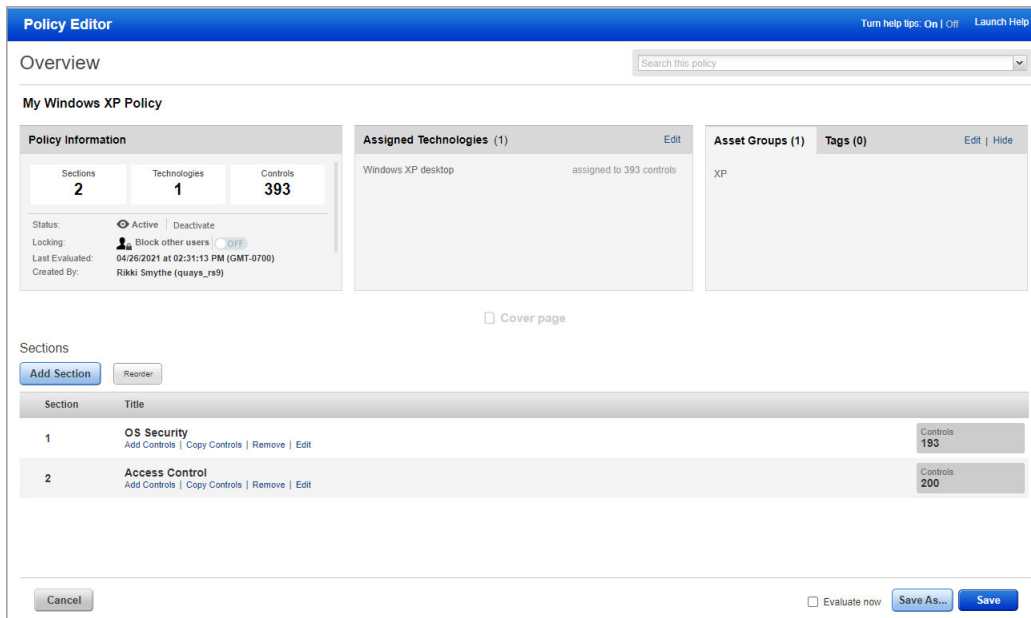 Policy Editor
Turn help tips: On | Off Launch Help
Overview
Search this policy
My Windows XP Policy
Policy Information
Sections Technologies Controls
2 1 393
Status: Active | Deactivate
Locking: Block other users OFF
Last Evaluated: 04/26/2021 at 02:31:13 PM (GMT-0700)
Created By: Rikki Smythe (quays_rs9)
Assigned Technologies (1) Edit
Windows XP desktop assigned to 393 controls
Asset Groups (1) Tags (0) Edit | Hide
XP
Cover page
Sections
Add Section Reorder
Section Title
1 OS Security
Add Controls | Copy Controls | Remove | Edit
Controls
193
2 Access Control
Add Controls | Copy Controls | Remove | Edit
Controls
200
Cancel Evaluate now Save As... Save